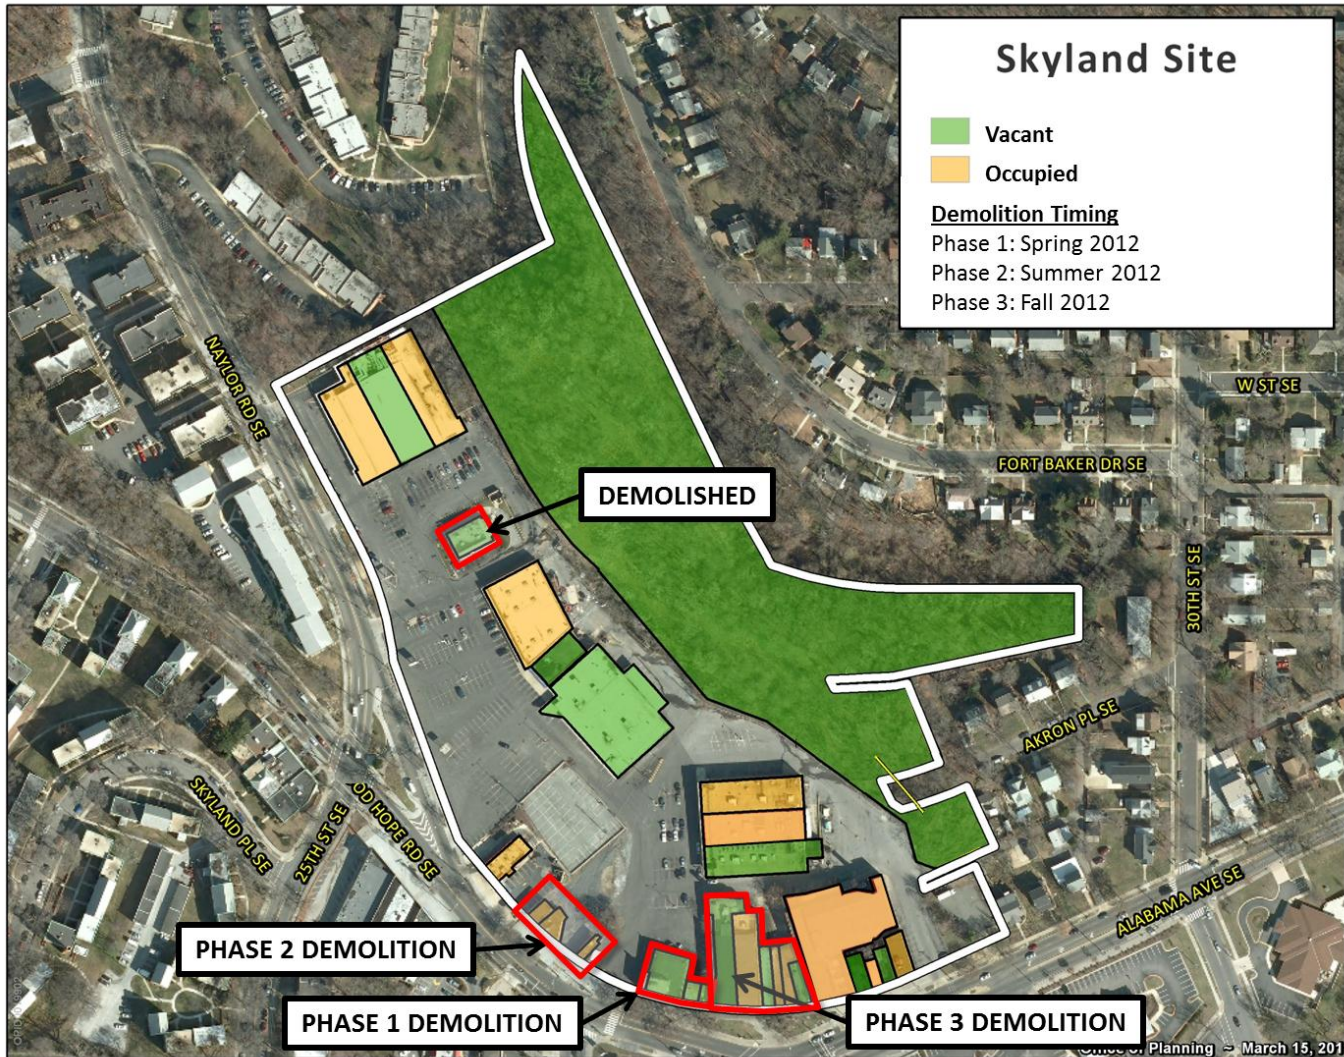 Skyland Site
Vacant
Occupied
Demolition Timing
Phase 1: Spring 2012
Phase 2: Summer 2012
Phase 3: Fall 2012
NAYLOR RD SE
W ST SE
FORT BAKER DR SE
DEMOLISHED
30TH ST SE
AKRON PL SE
SKYLAND PL SE
25TH ST SE
OD HOPE RD SE
ALABAMA AVE SE
PHASE 2 DEMOLITION
PHASE 1 DEMOLITION
PHASE 3 DEMOLITION
Office of Planning ~ March 15, 201